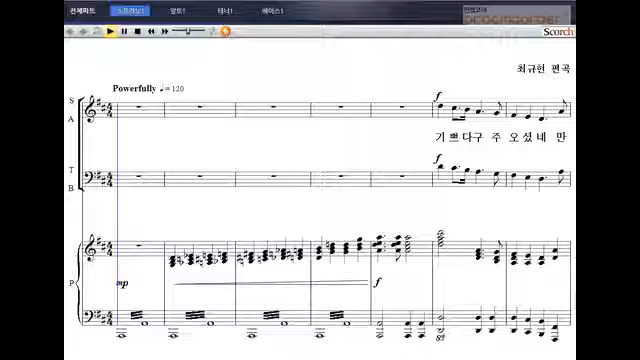 전체파트 소프라노1 알토1 테너1 베이스1
Scorch
최규현 편곡
Powerfully ♩=120
S
A
f
기쁘다구 주 오셨네 만
T
B
f
P
mp
f